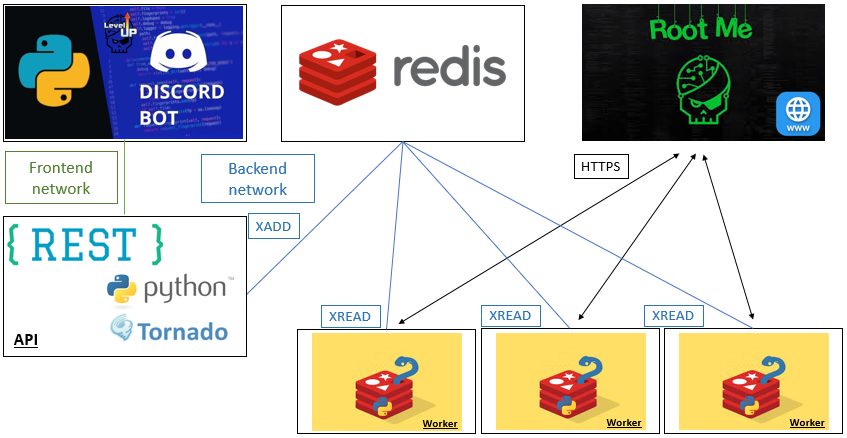 Level
UP
DISCORD
BOT
redis
Root Me
WWW
Frontend
network
Backend
network
HTTPS
XADD
{ REST }
python™
Tornado
API
XREAD
XREAD
XREAD
Worker
Worker
Worker